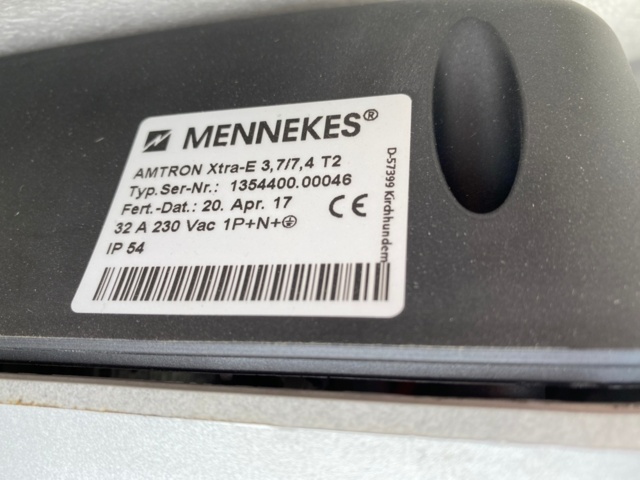 MENNEKES®
AMTRON Xtra-E 3,7/7,4 T2
Typ.Ser-Nr.: 1354400.00046
Fert.-Dat.: 20. Apr. 17
32 A 230 Vac 1P+N+⏚
IP 54
CE
D-57399 Kirchhundem